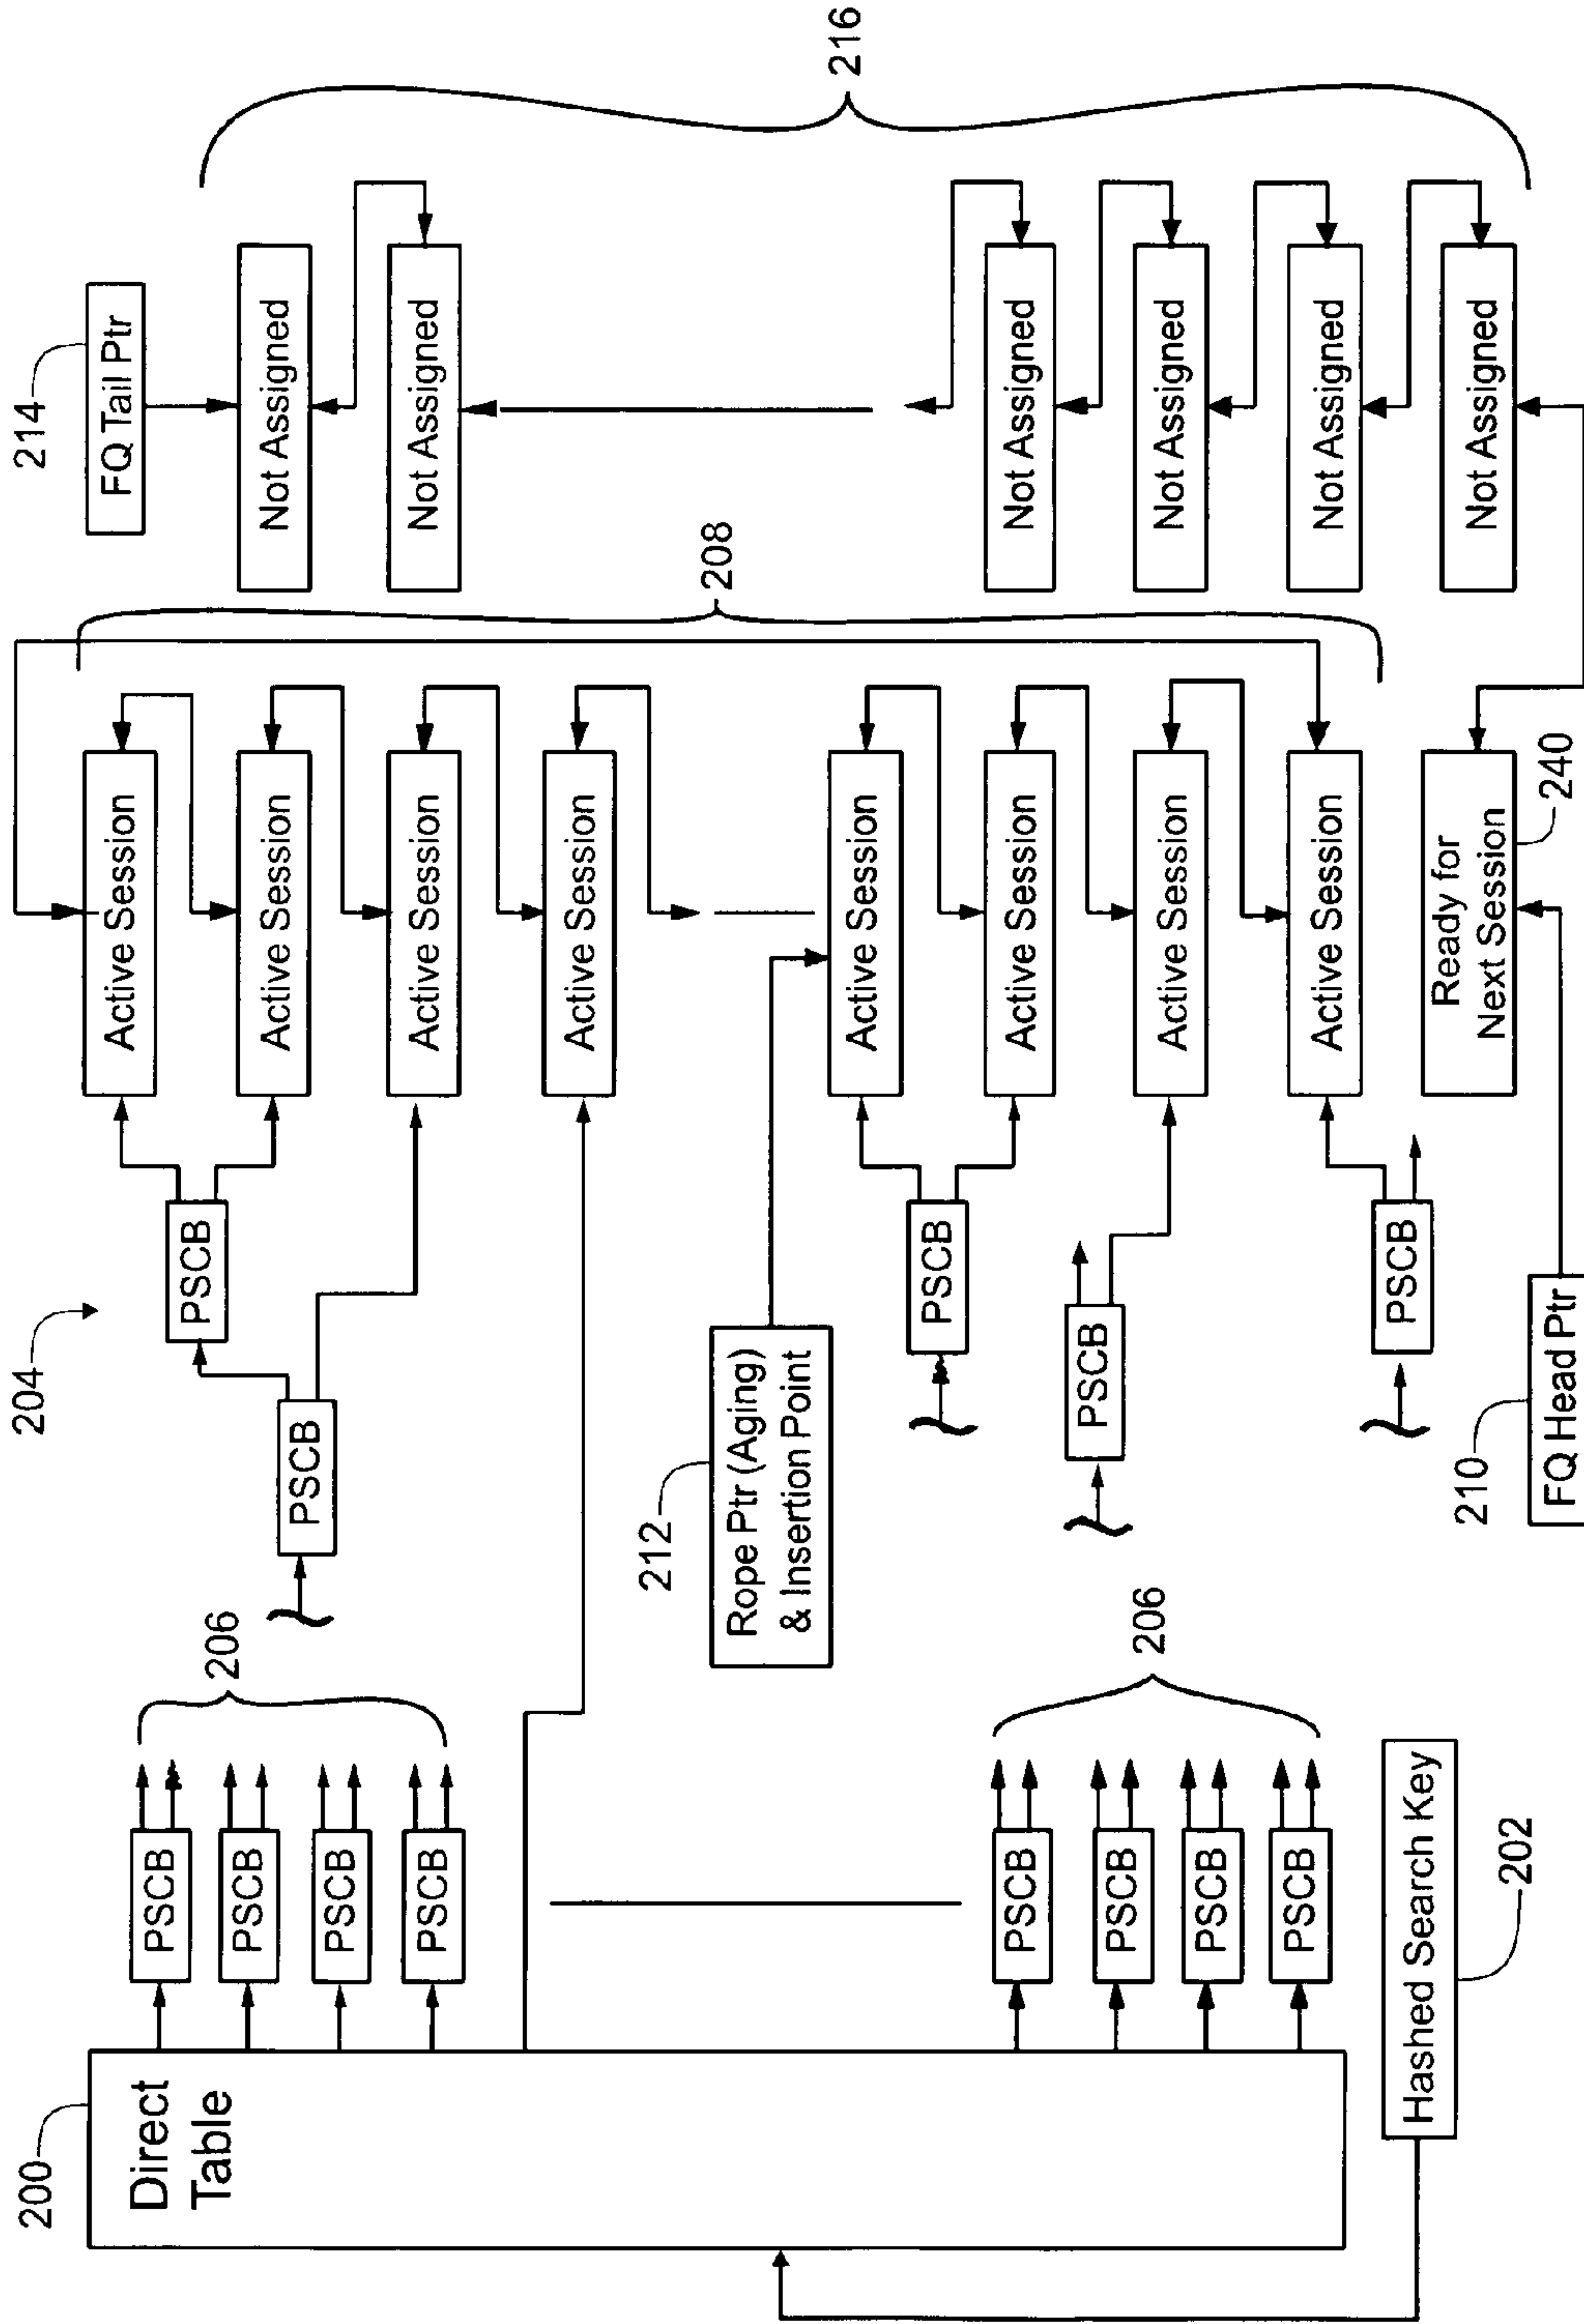 200
Direct
Table
PSCB
PSCB
PSCB
PSCB
206
PSCB
PSCB
PSCB
PSCB
206
Hashed Search Key
202
204
PSCB
PSCB
212
Rope Ptr (Aging)
& Insertion Point
PSCB
PSCB
PSCB
210
FQ Head Ptr
Active Session
Active Session
Active Session
Active Session
Active Session
Active Session
Active Session
Active Session
208
Ready for
Next Session
240
214
FQ Tail Ptr
Not Assigned
Not Assigned
Not Assigned
Not Assigned
Not Assigned
Not Assigned
216